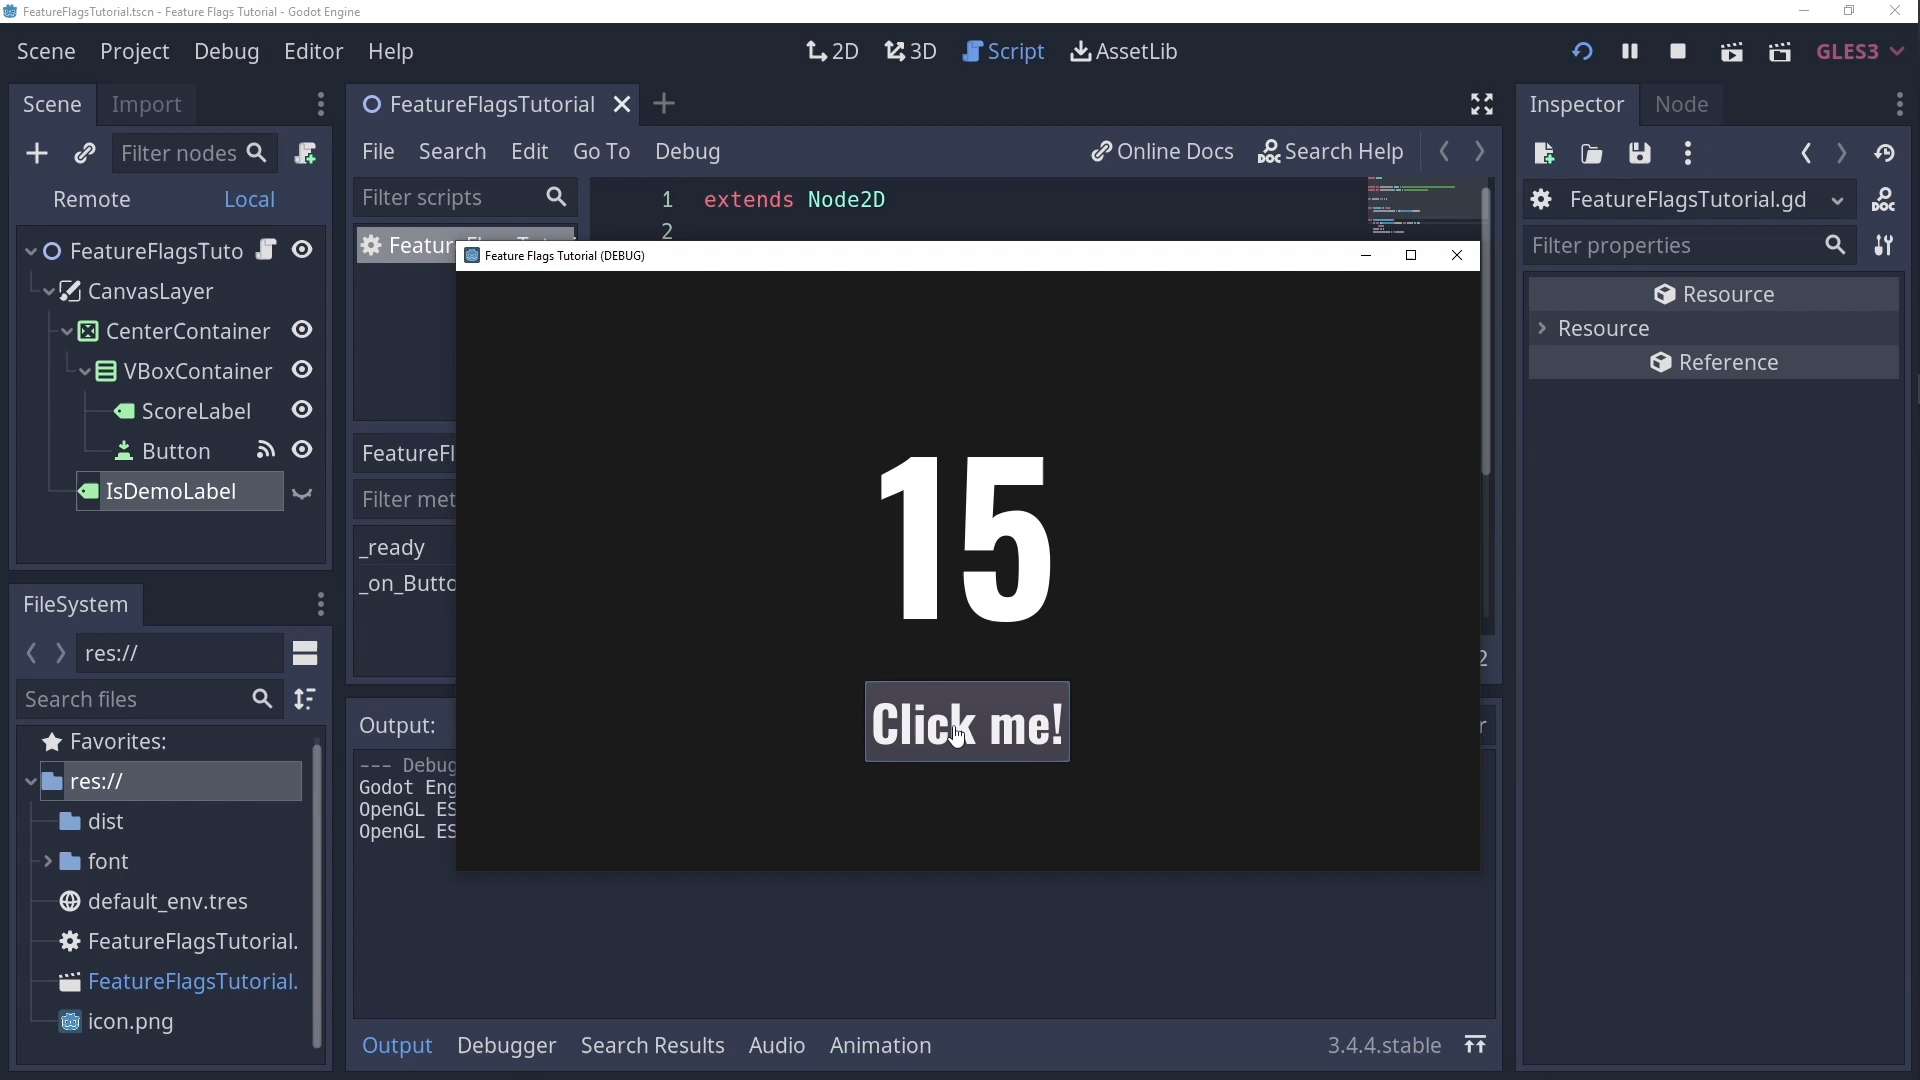 FeatureFlagsTutorial.tscn - Feature Flags Tutorial - Godot Engine
Scene Project Debug Editor Help
2D 3D Script AssetLib
GLES3
Scene Import
Filter nodes
Remote Local
FeatureFlagsTuto
CanvasLayer
CenterContainer
VBoxContainer
ScoreLabel
Button
IsDemoLabel
FileSystem
res://
Search files
Favorites:
res://
dist
font
default_env.tres
FeatureFlagsTutorial.
FeatureFlagsTutorial.
icon.png
FeatureFlagsTutorial
File Search Edit Go To Debug
Online Docs Search Help
Filter scripts
1 extends Node2D
2
Feature Flags Tutorial (DEBUG)
15
Click me!
FeatureFl
Filter met
_ready
_on_Butto
2
Output:
--- Debug
Godot Eng
OpenGL ES
OpenGL ES
Output Debugger Search Results Audio Animation
3.4.4.stable
Inspector Node
FeatureFlagsTutorial.gd
Filter properties
Resource
Resource
Reference